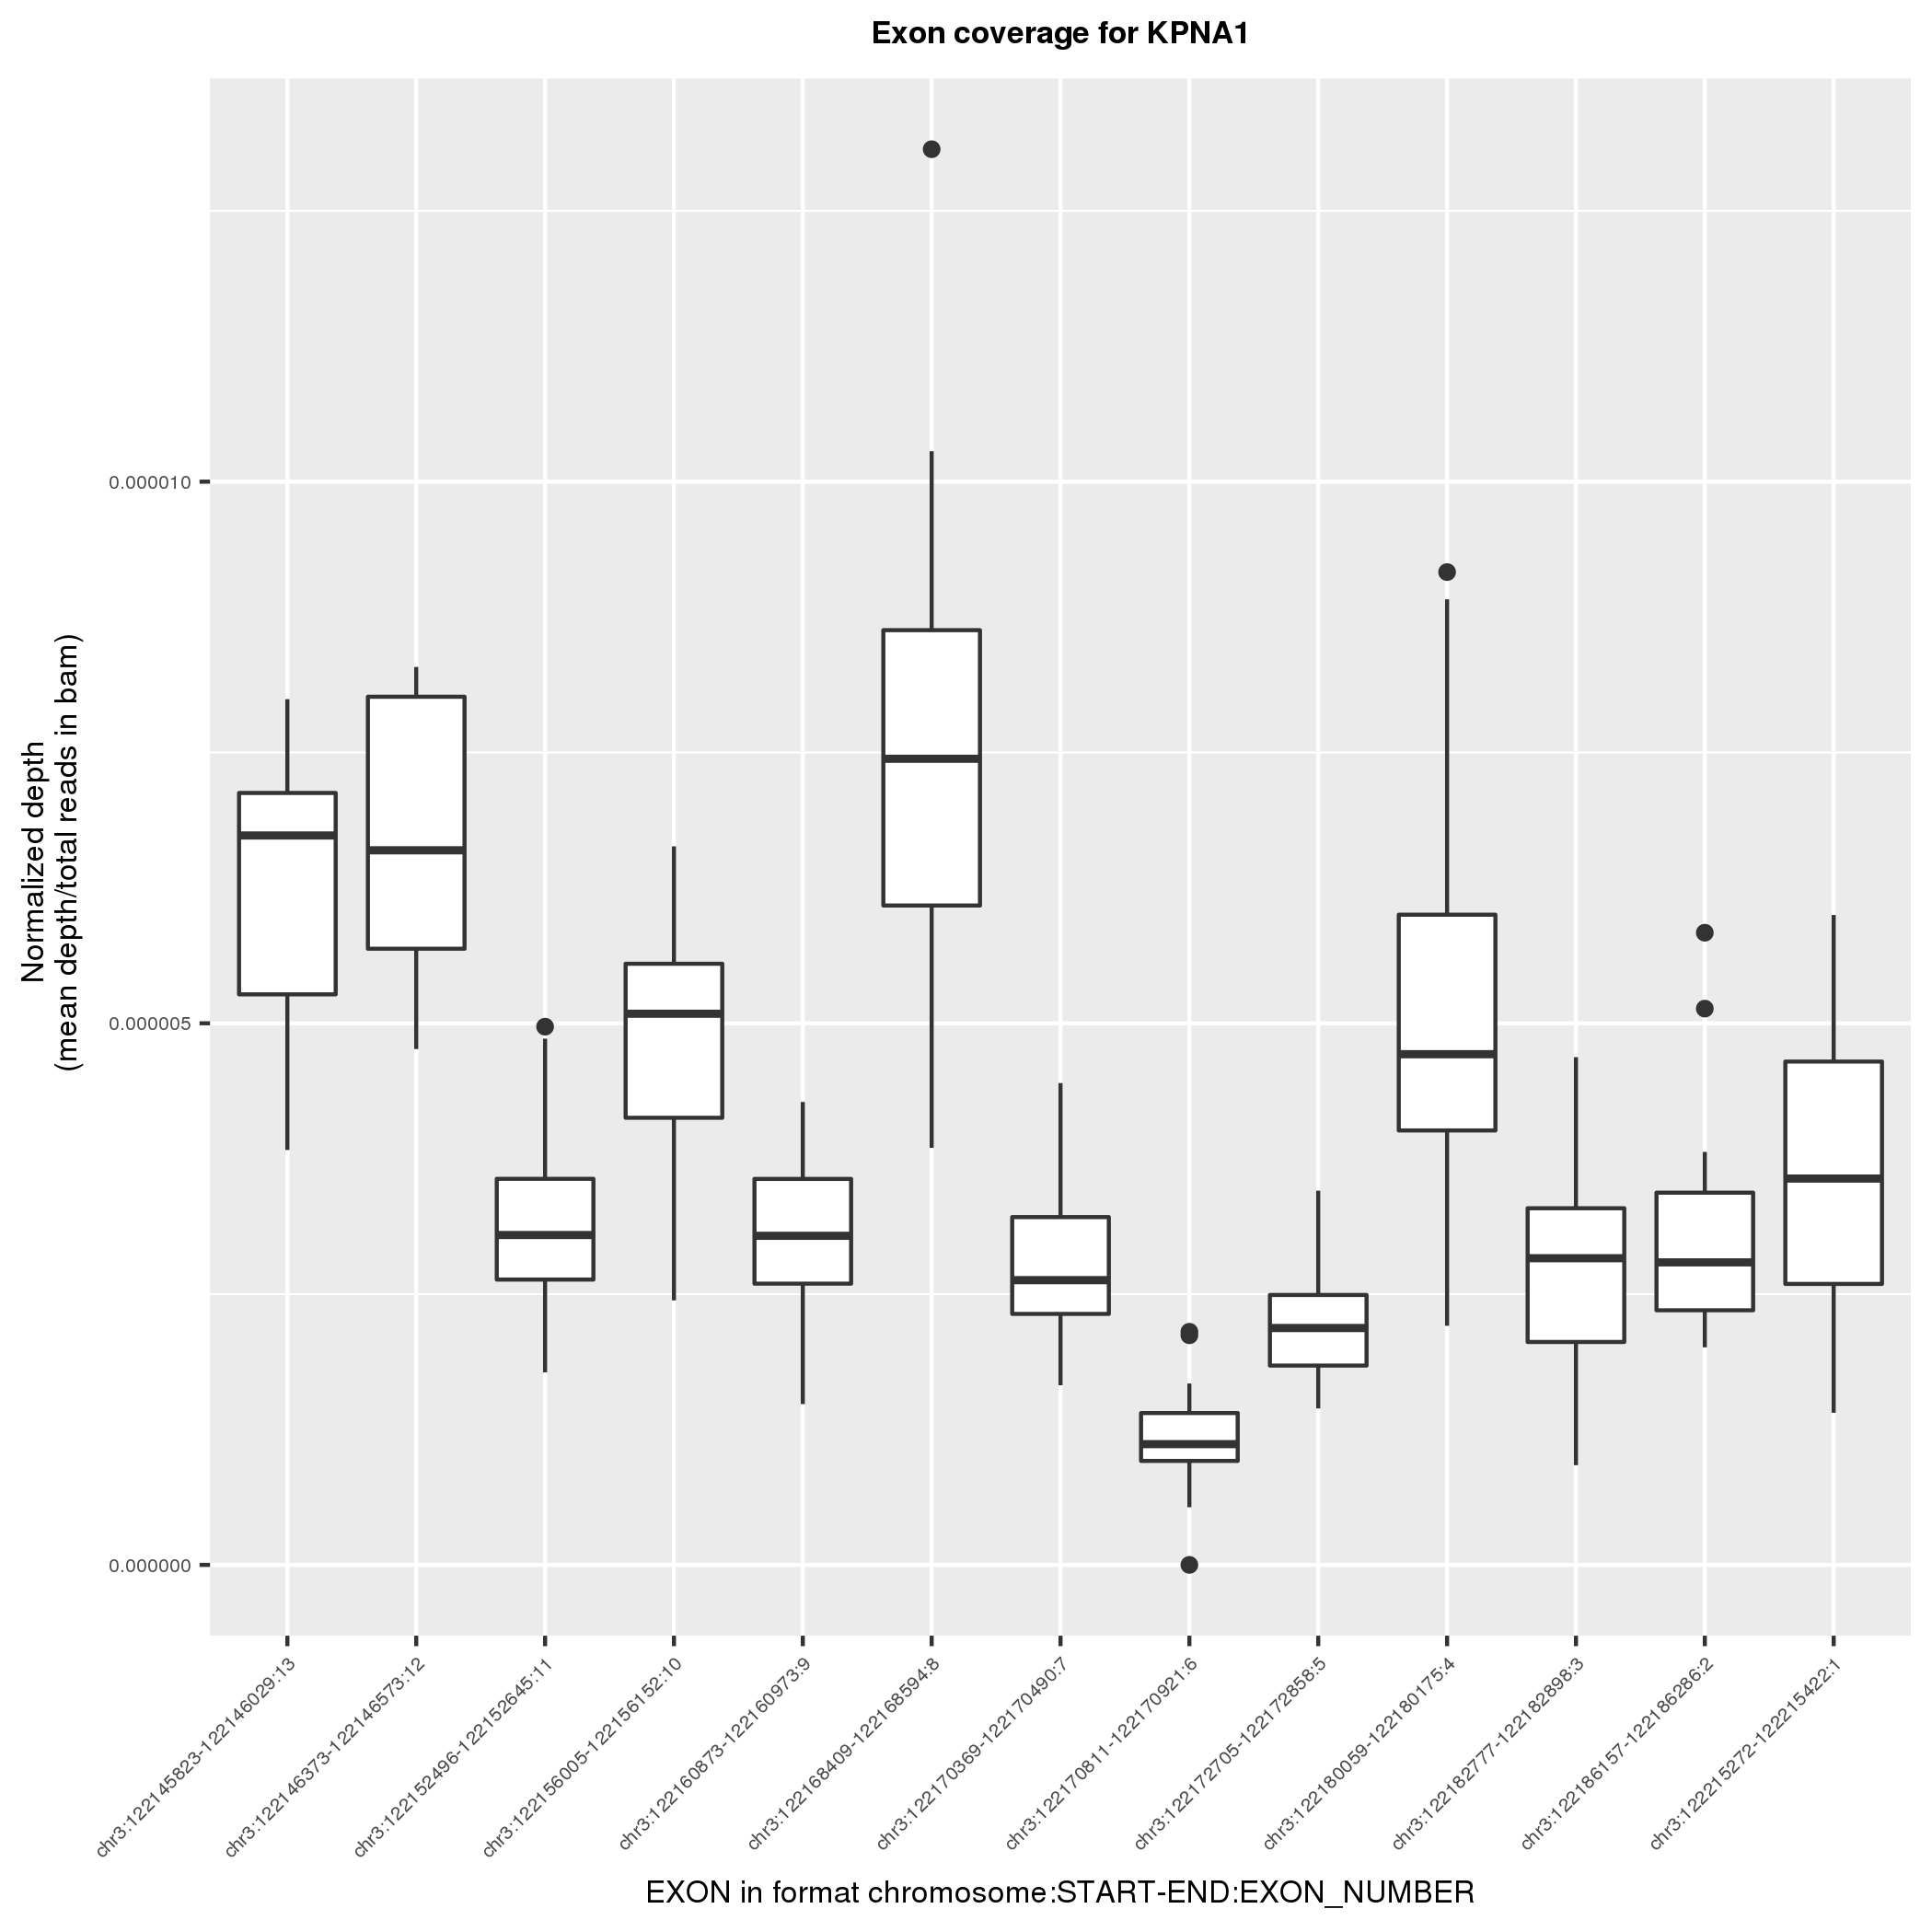 Exon coverage for KPNA1
Normalized depth
(mean depth/total reads in bam)
0.000010
0.000005
0.000000
chr3:122145823-122146029:13
chr3:122146373-122146573:12
chr3:122152496-122152645:11
chr3:122156005-122156152:10
chr3:122160873-122160973:9
chr3:122168409-122168594:8
chr3:122170369-122170490:7
chr3:122170811-122170921:6
chr3:122172705-122172858:5
chr3:122180059-122180175:4
chr3:122182777-122182898:3
chr3:122186157-122186286:2
chr3:122215272-122215422:1
EXON in format chromosome:START-END:EXON_NUMBER